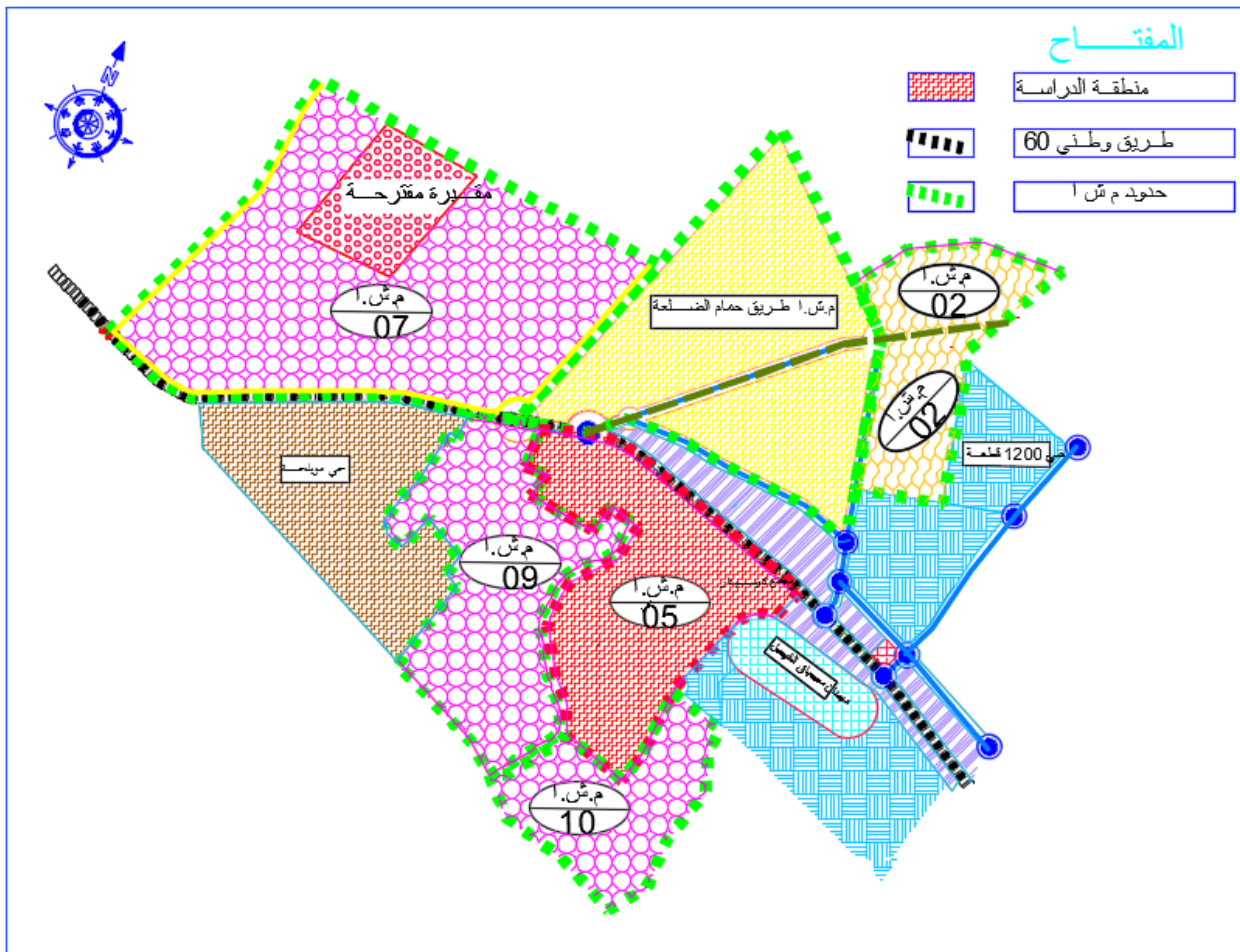 المفتاح
منطقة الدراسة
طريق وطني 60
حدود م ش ا
N
مقبرة مقترحة
م.ش.ا
07
م.ش.ا طريق حمام الضلعة
م.ش.ا
02
م.ش.ا
02
1200 قطعة
حي مويلحة
م.ش.ا
09
م.ش.ا
05
م.ش.ا
10